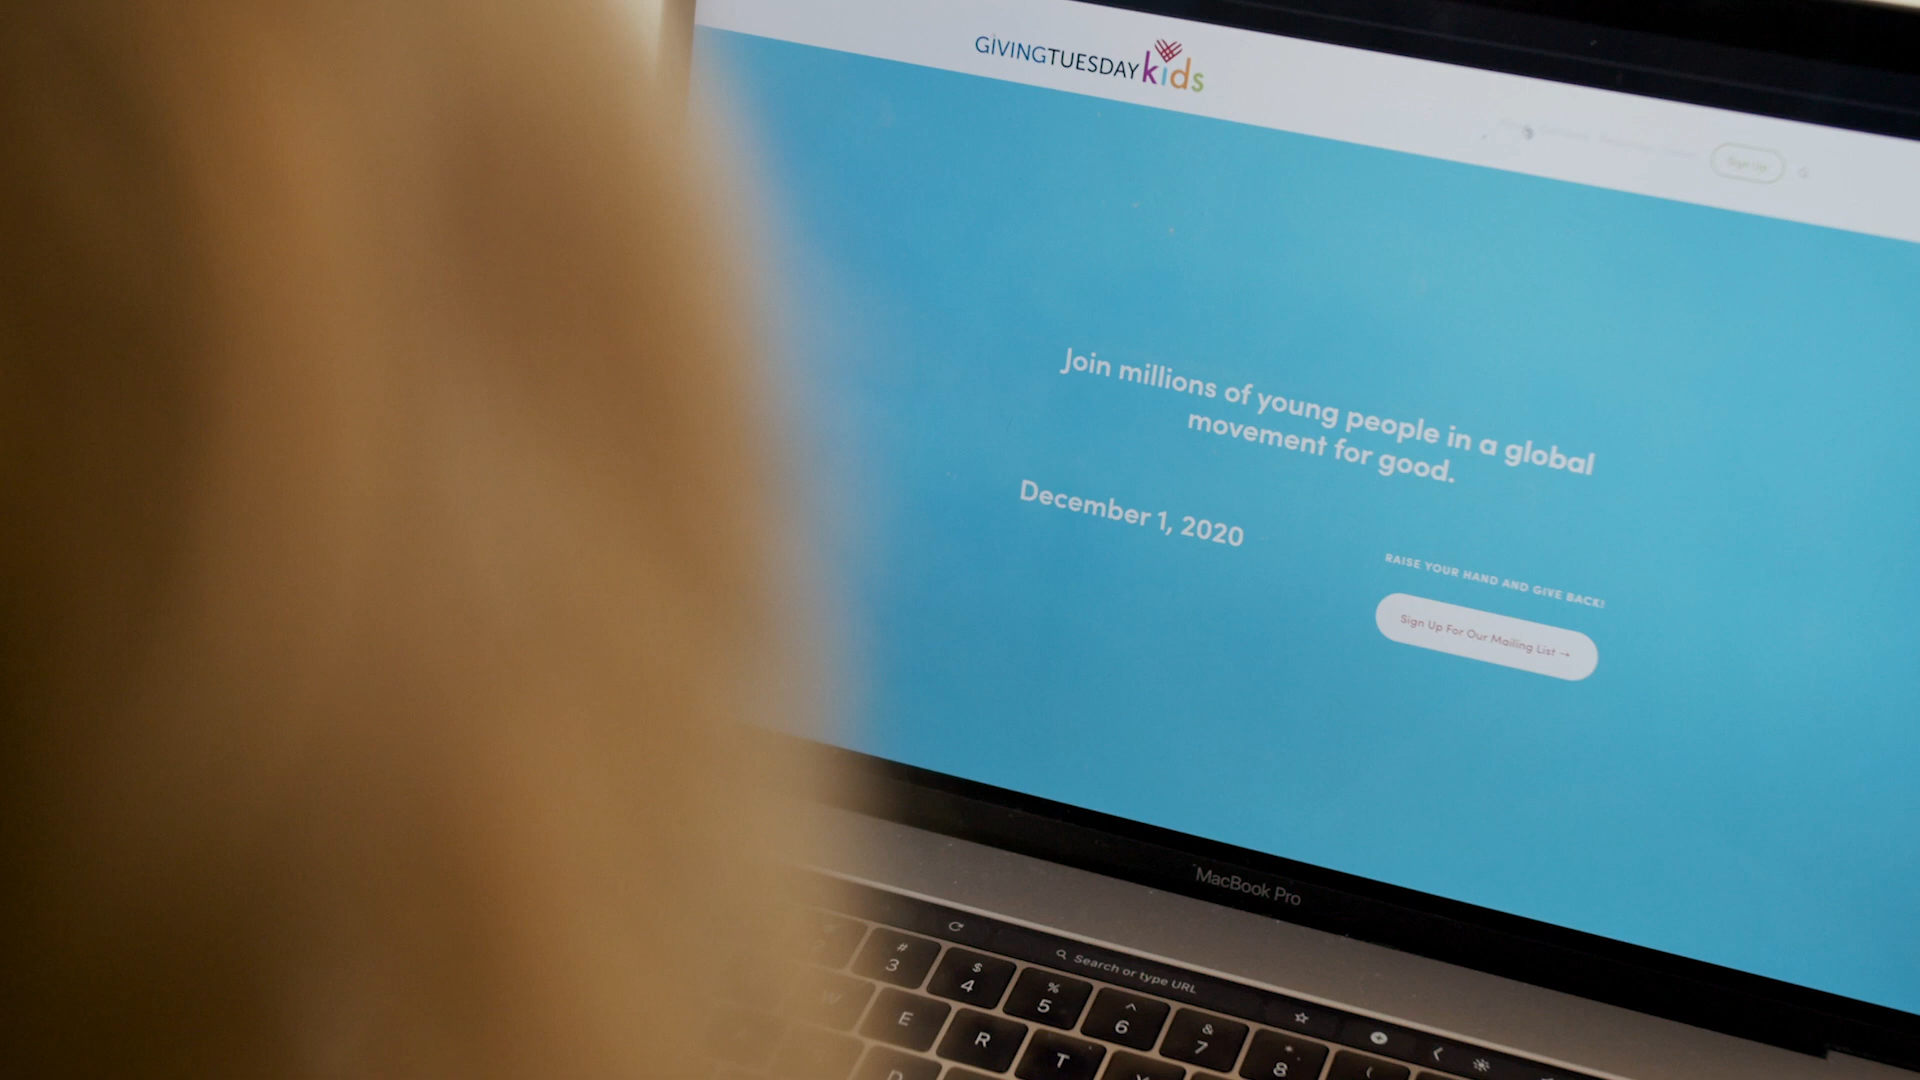 GIVINGTUESDAY kids
Sign Up
Join millions of young people in a global
movement for good.
December 1, 2020
RAISE YOUR HAND AND GIVE BACK!
Sign Up For Our Mailing List →
MacBook Pro
Search or type URL
# $ % ^ & *
3 4 5 6 7 8
W E R T